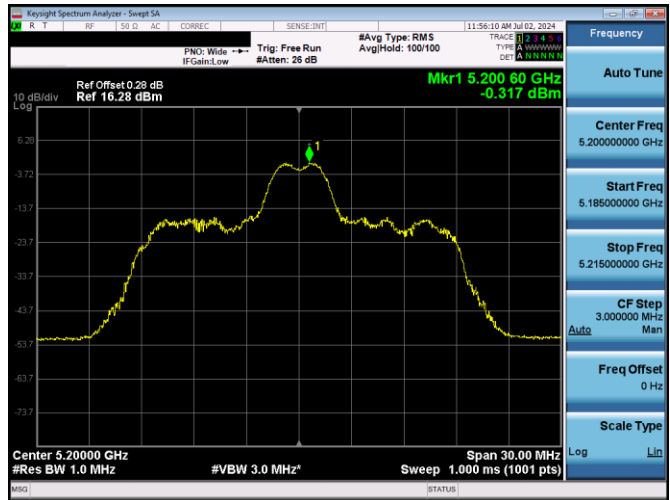 Keysight Spectrum Analyzer - Swept SA
R T RF 50 Ω AC CORREC SENSE:INT 11:56:10 AM Jul 02, 2024
PNO: Wide
IFGain:Low
Trig: Free Run
#Atten: 26 dB
#Avg Type: RMS
Avg|Hold: 100/100
TRACE 1 2 3 4 5 6
TYPE A WWWWW
DET A N N N N N
Ref Offset 0.28 dB
10 dB/div Ref 16.28 dBm
Log
Mkr1 5.200 60 GHz
-0.317 dBm
1
6.28
-3.72
-13.7
-23.7
-33.7
-43.7
-53.7
-63.7
-73.7
Center 5.20000 GHz Span 30.00 MHz
#Res BW 1.0 MHz #VBW 3.0 MHz* Sweep 1.000 ms (1001 pts)
MSG STATUS
Frequency
Auto Tune
Center Freq
5.200000000 GHz
Start Freq
5.185000000 GHz
Stop Freq
5.215000000 GHz
CF Step
3.000000 MHz
Auto Man
Freq Offset
0 Hz
Scale Type
Log Lin